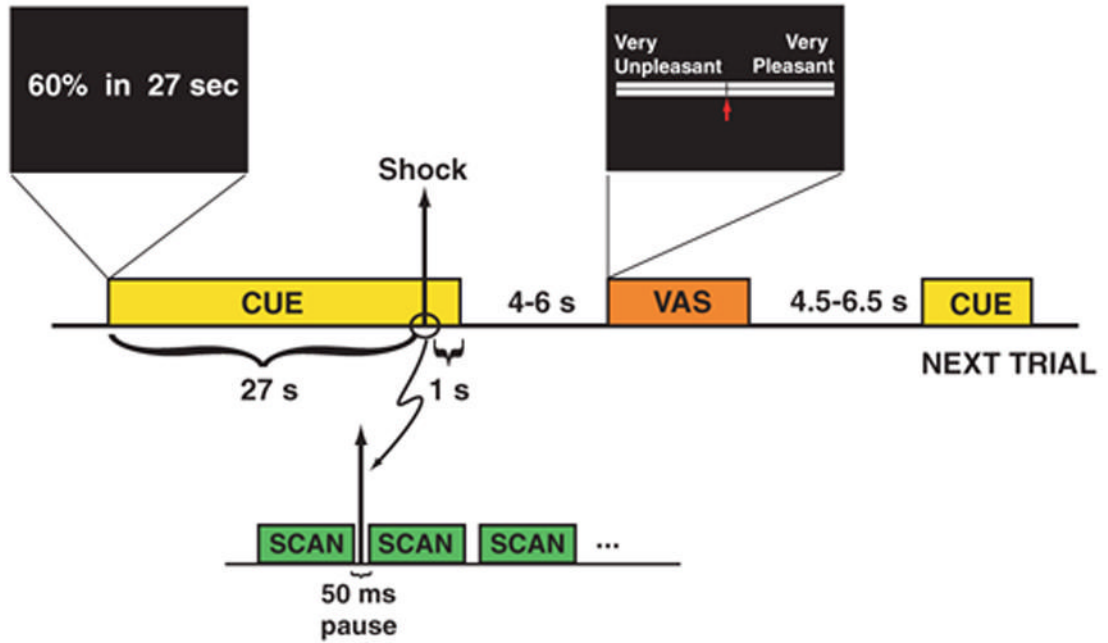 60% in 27 sec
Very Very
Unpleasant Pleasant
Shock
CUE
4-6 s
VAS
4.5-6.5 s
CUE
27 s
1 s
NEXT TRIAL
SCAN
SCAN
SCAN
...
50 ms
pause